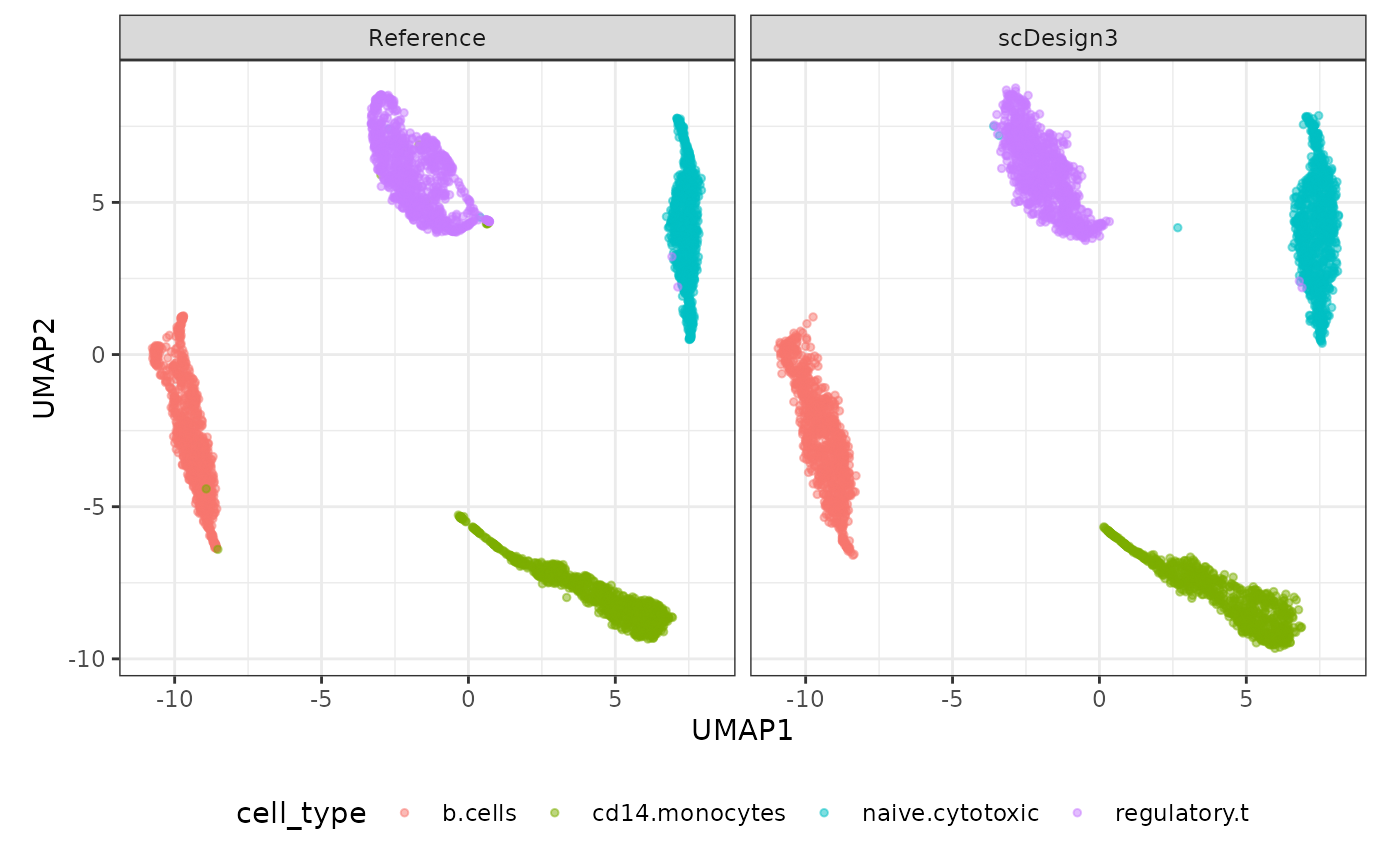 Reference
scDesign3
UMAP2
5
0
-5
-10
-10 -5 0 5
-10 -5 0 5
UMAP1
cell_type b.cells cd14.monocytes naive.cytotoxic regulatory.t